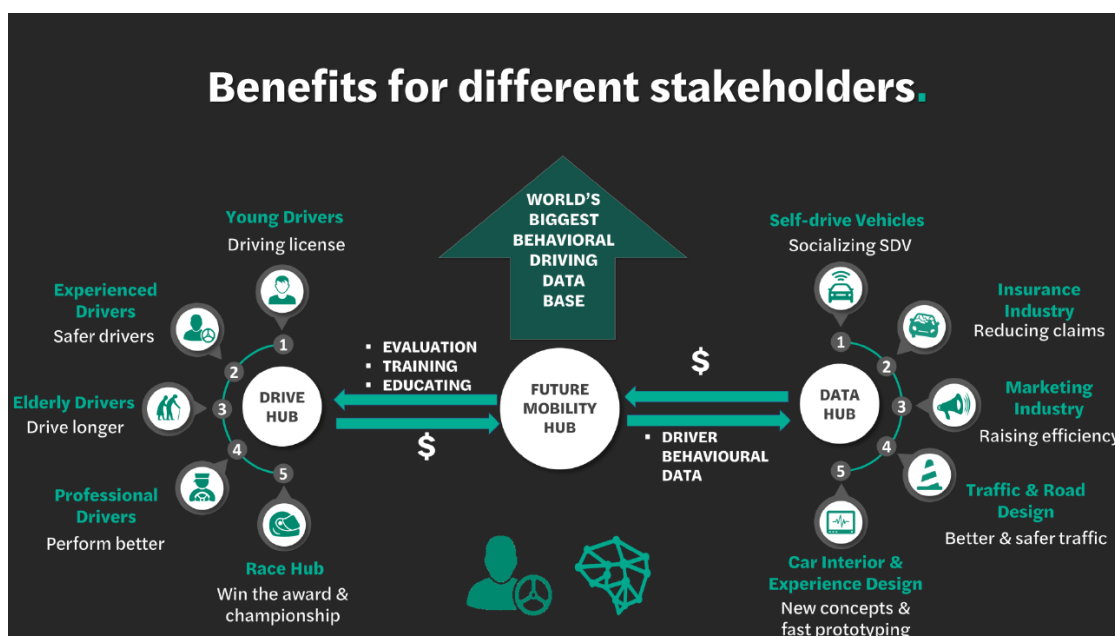 Benefits for different stakeholders.
WORLD'S
BIGGEST
BEHAVIORAL
DRIVING
DATA
BASE
Young Drivers
Driving license
Experienced
Drivers
Safer drivers
Elderly Drivers
Drive longer
Professional
Drivers
Perform better
Race Hub
Win the award &
championship
1
2
3
4
5
DRIVE
HUB
▪ EVALUATION
▪ TRAINING
▪ EDUCATING
$
FUTURE
MOBILITY
HUB
$
▪ DRIVER
BEHAVIOURAL
DATA
DATA
HUB
1
2
3
4
5
Self-drive Vehicles
Socializing SDV
Insurance
Industry
Reducing claims
Marketing
Industry
Raising efficiency
Traffic & Road
Design
Better & safer traffic
Car Interior &
Experience Design
New concepts &
fast prototyping